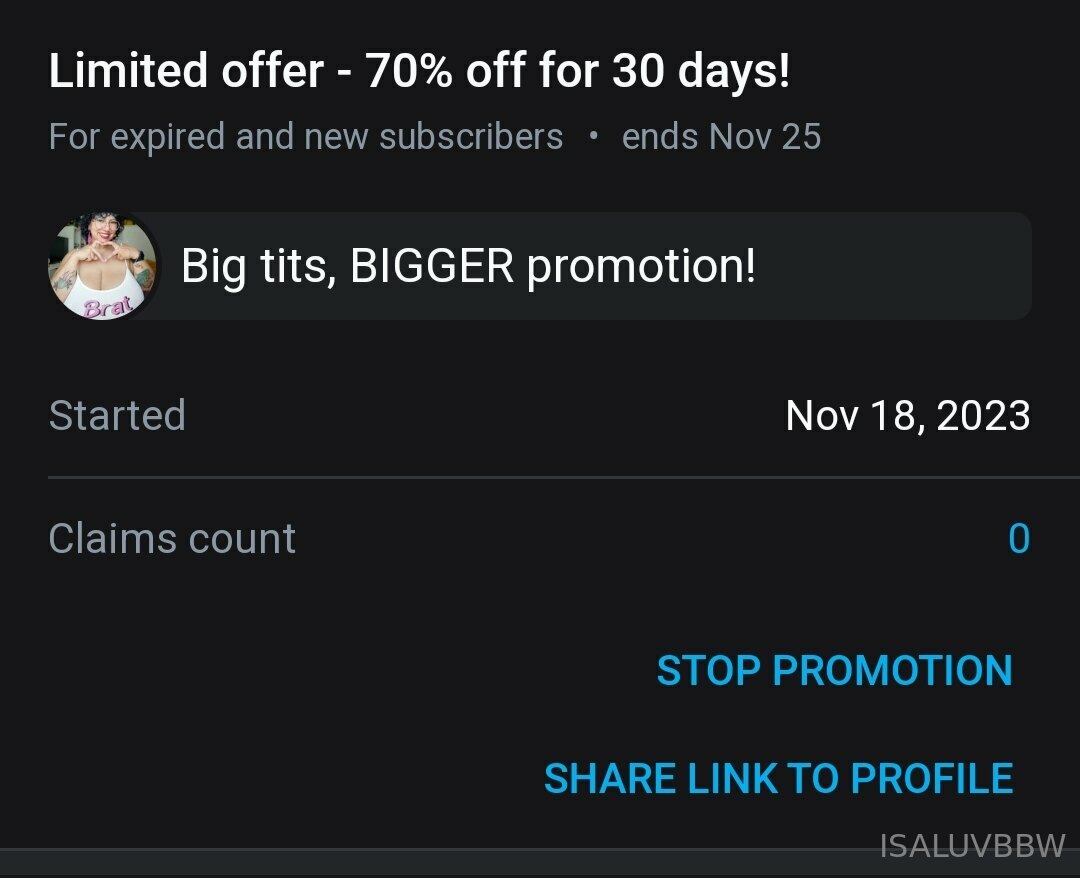 Limited offer - 70% off for 30 days!
For expired and new subscribers • ends Nov 25
Brat
Big tits, BIGGER promotion!
Started Nov 18, 2023
Claims count 0
STOP PROMOTION
SHARE LINK TO PROFILE
ISALUVBBW